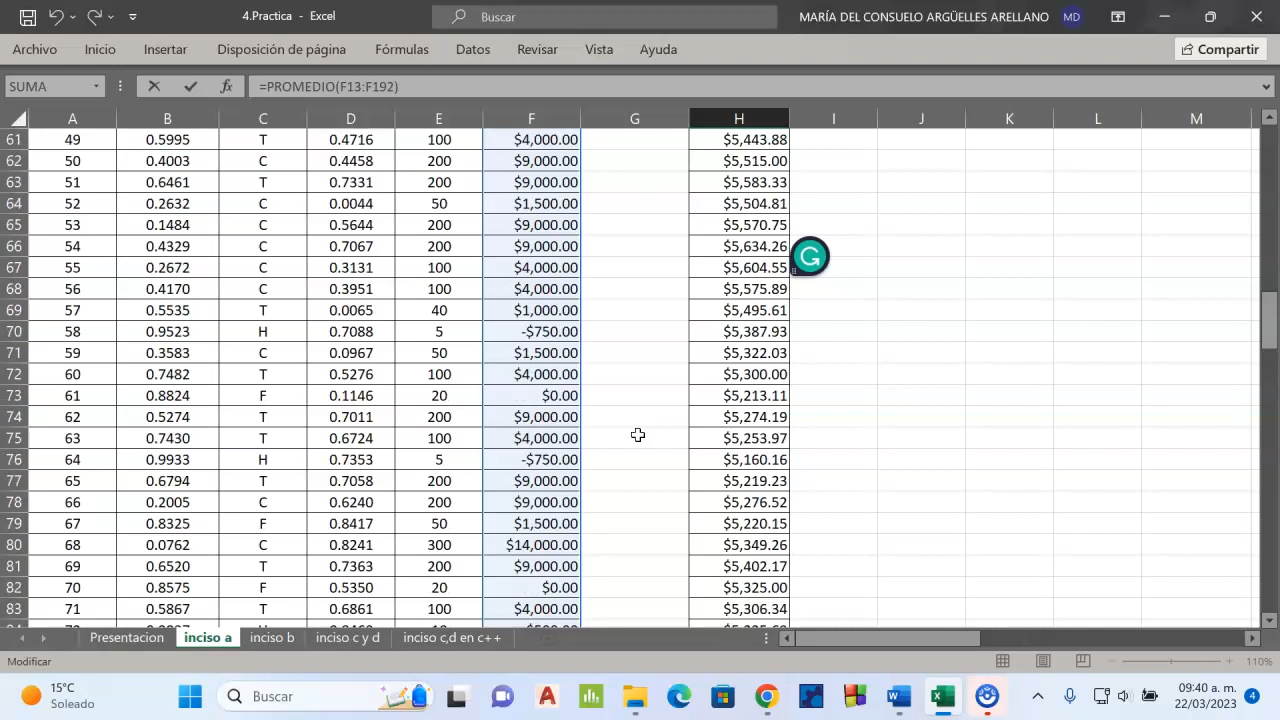 4.Practica - Excel
Buscar
MARÍA DEL CONSUELO ARGÜELLES ARELLANO
MD
Archivo Inicio Insertar Disposición de página Fórmulas Datos Revisar Vista Ayuda
Compartir
SUMA
fx
=PROMEDIO(F13:F192)
A B C D E F G H I J K L M
61 49 0.5995 T 0.4716 100 $4,000.00 $5,443.88
62 50 0.4003 C 0.4458 200 $9,000.00 $5,515.00
63 51 0.6461 T 0.7331 200 $9,000.00 $5,583.33
64 52 0.2632 C 0.0044 50 $1,500.00 $5,504.81
65 53 0.1484 C 0.5644 200 $9,000.00 $5,570.75
66 54 0.4329 C 0.7067 200 $9,000.00 $5,634.26
67 55 0.2672 C 0.3131 100 $4,000.00 $5,604.55
68 56 0.4170 C 0.3951 100 $4,000.00 $5,575.89
69 57 0.5535 T 0.0065 40 $1,000.00 $5,495.61
70 58 0.9523 H 0.7088 5 -$750.00 $5,387.93
71 59 0.3583 C 0.0967 50 $1,500.00 $5,322.03
72 60 0.7482 T 0.5276 100 $4,000.00 $5,300.00
73 61 0.8824 F 0.1146 20 $0.00 $5,213.11
74 62 0.5274 T 0.7011 200 $9,000.00 $5,274.19
75 63 0.7430 T 0.6724 100 $4,000.00 $5,253.97
76 64 0.9933 H 0.7353 5 -$750.00 $5,160.16
77 65 0.6794 T 0.7058 200 $9,000.00 $5,219.23
78 66 0.2005 C 0.6240 200 $9,000.00 $5,276.52
79 67 0.8325 F 0.8417 50 $1,500.00 $5,220.15
80 68 0.0762 C 0.8241 300 $14,000.00 $5,349.26
81 69 0.6520 T 0.7363 200 $9,000.00 $5,402.17
82 70 0.8575 F 0.5350 20 $0.00 $5,325.00
83 71 0.5867 T 0.6861 100 $4,000.00 $5,306.34
Presentacion inciso a inciso b inciso c y d inciso c,d en c++
Modificar
110%
15°C
Soleado
Buscar
09:40 a. m.
22/03/2023
4